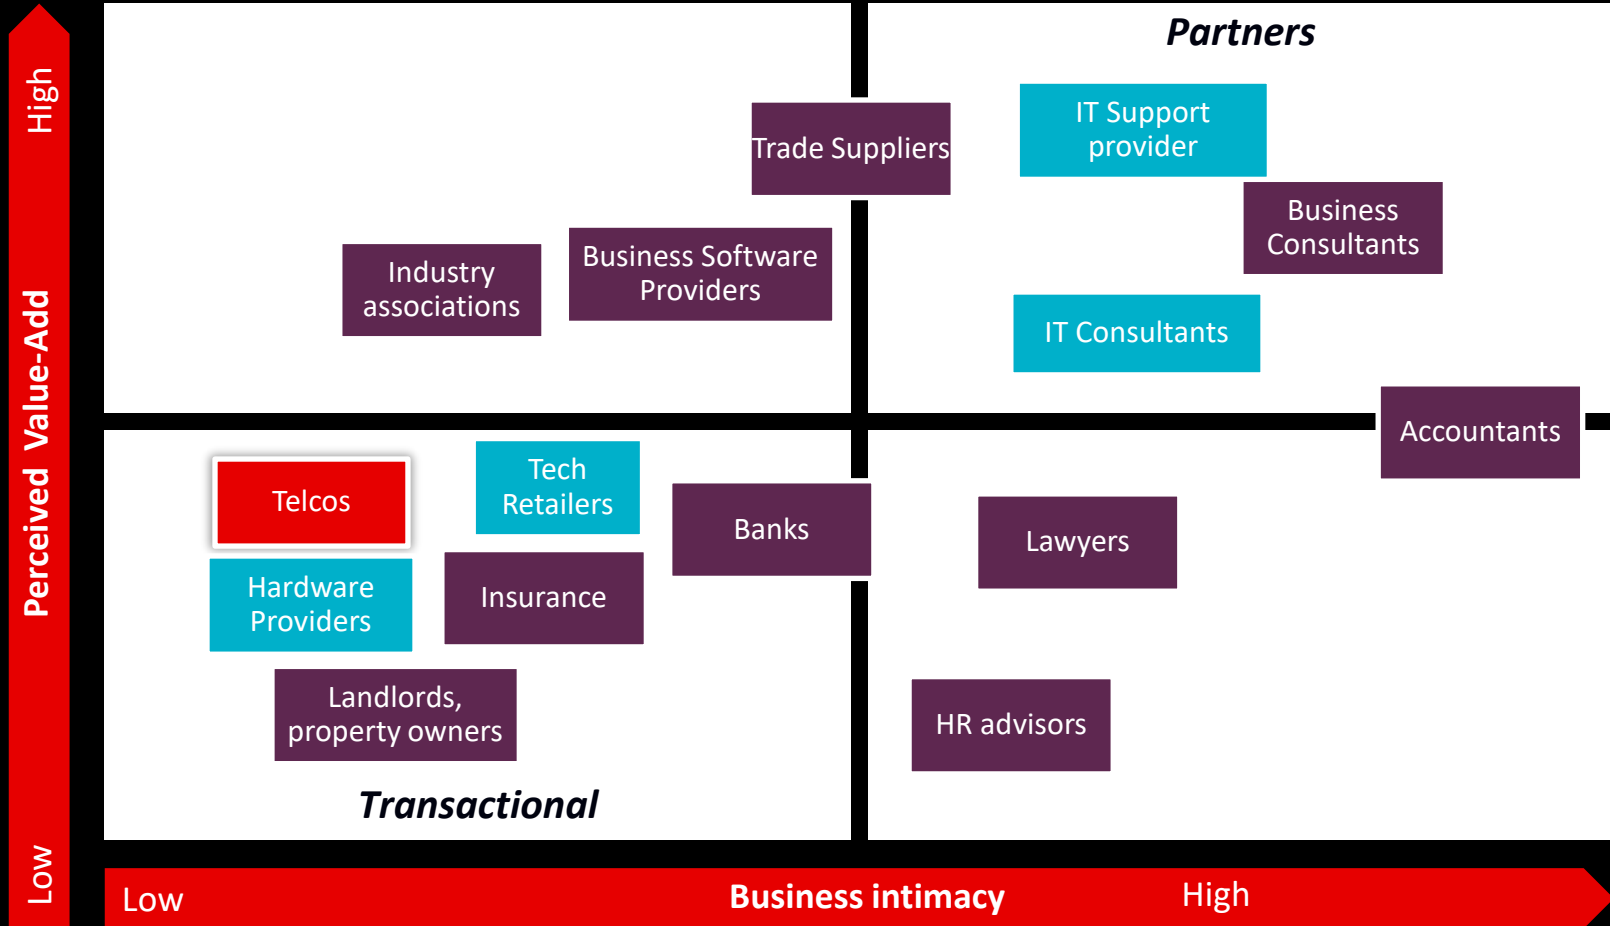 Partners
High
Trade Suppliers
IT Support
provider
Business
Consultants
Industry
associations
Business Software
Providers
IT Consultants
Perceived Value-Add
Accountants
Telcos
Tech
Retailers
Banks
Lawyers
Hardware
Providers
Insurance
Landlords,
property owners
HR advisors
Transactional
Low
Low
Business intimacy
High